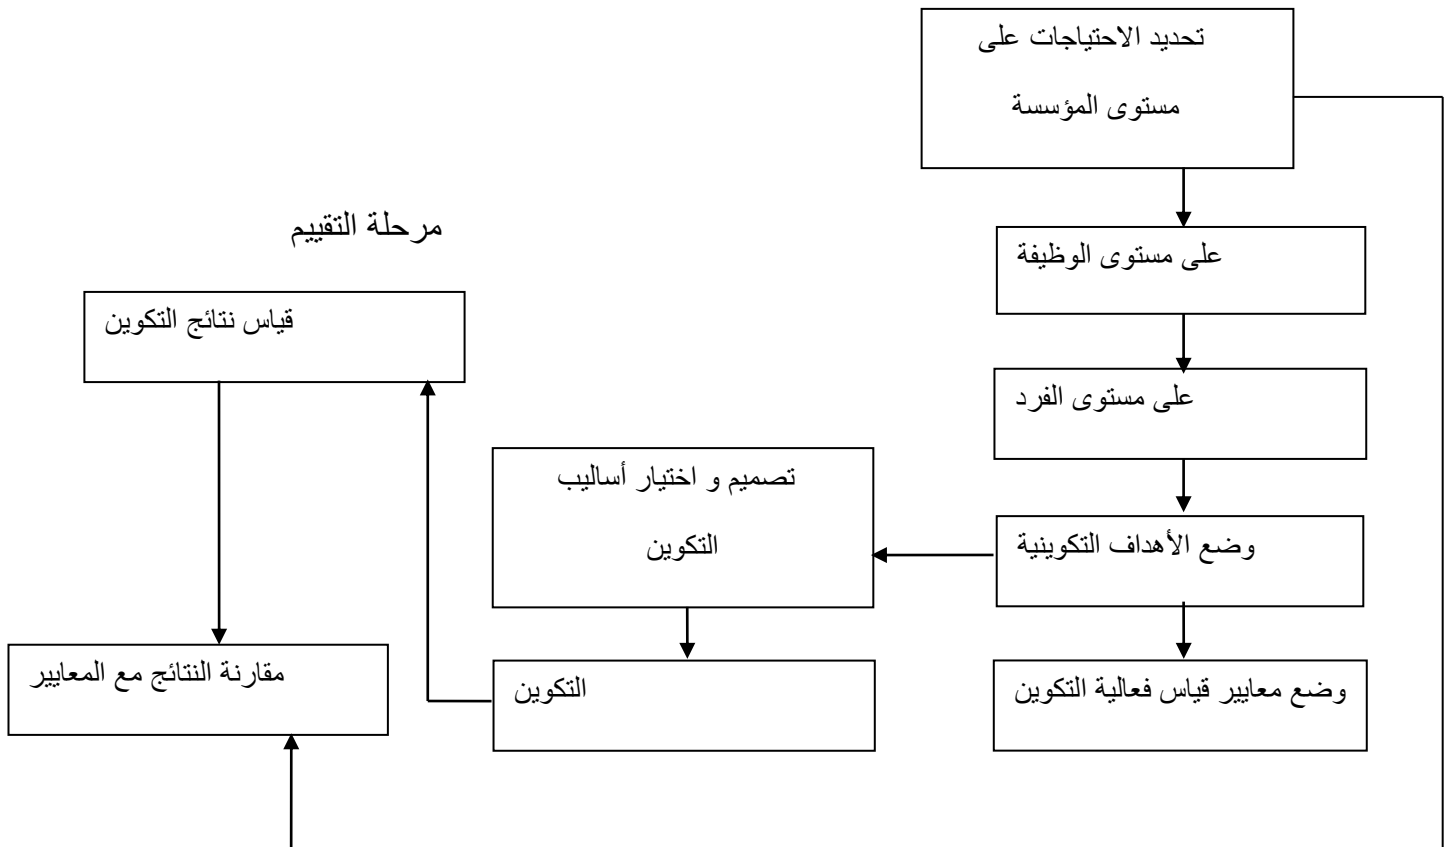 تحديد الاحتياجات على
مستوى المؤسسة
على مستوى الوظيفة
على مستوى الفرد
وضع الأهداف التكوينية
وضع معايير قياس فعالية التكوين
تصميم و اختيار أساليب
التكوين
التكوين
مرحلة التقييم
قياس نتائج التكوين
مقارنة النتائج مع المعايير